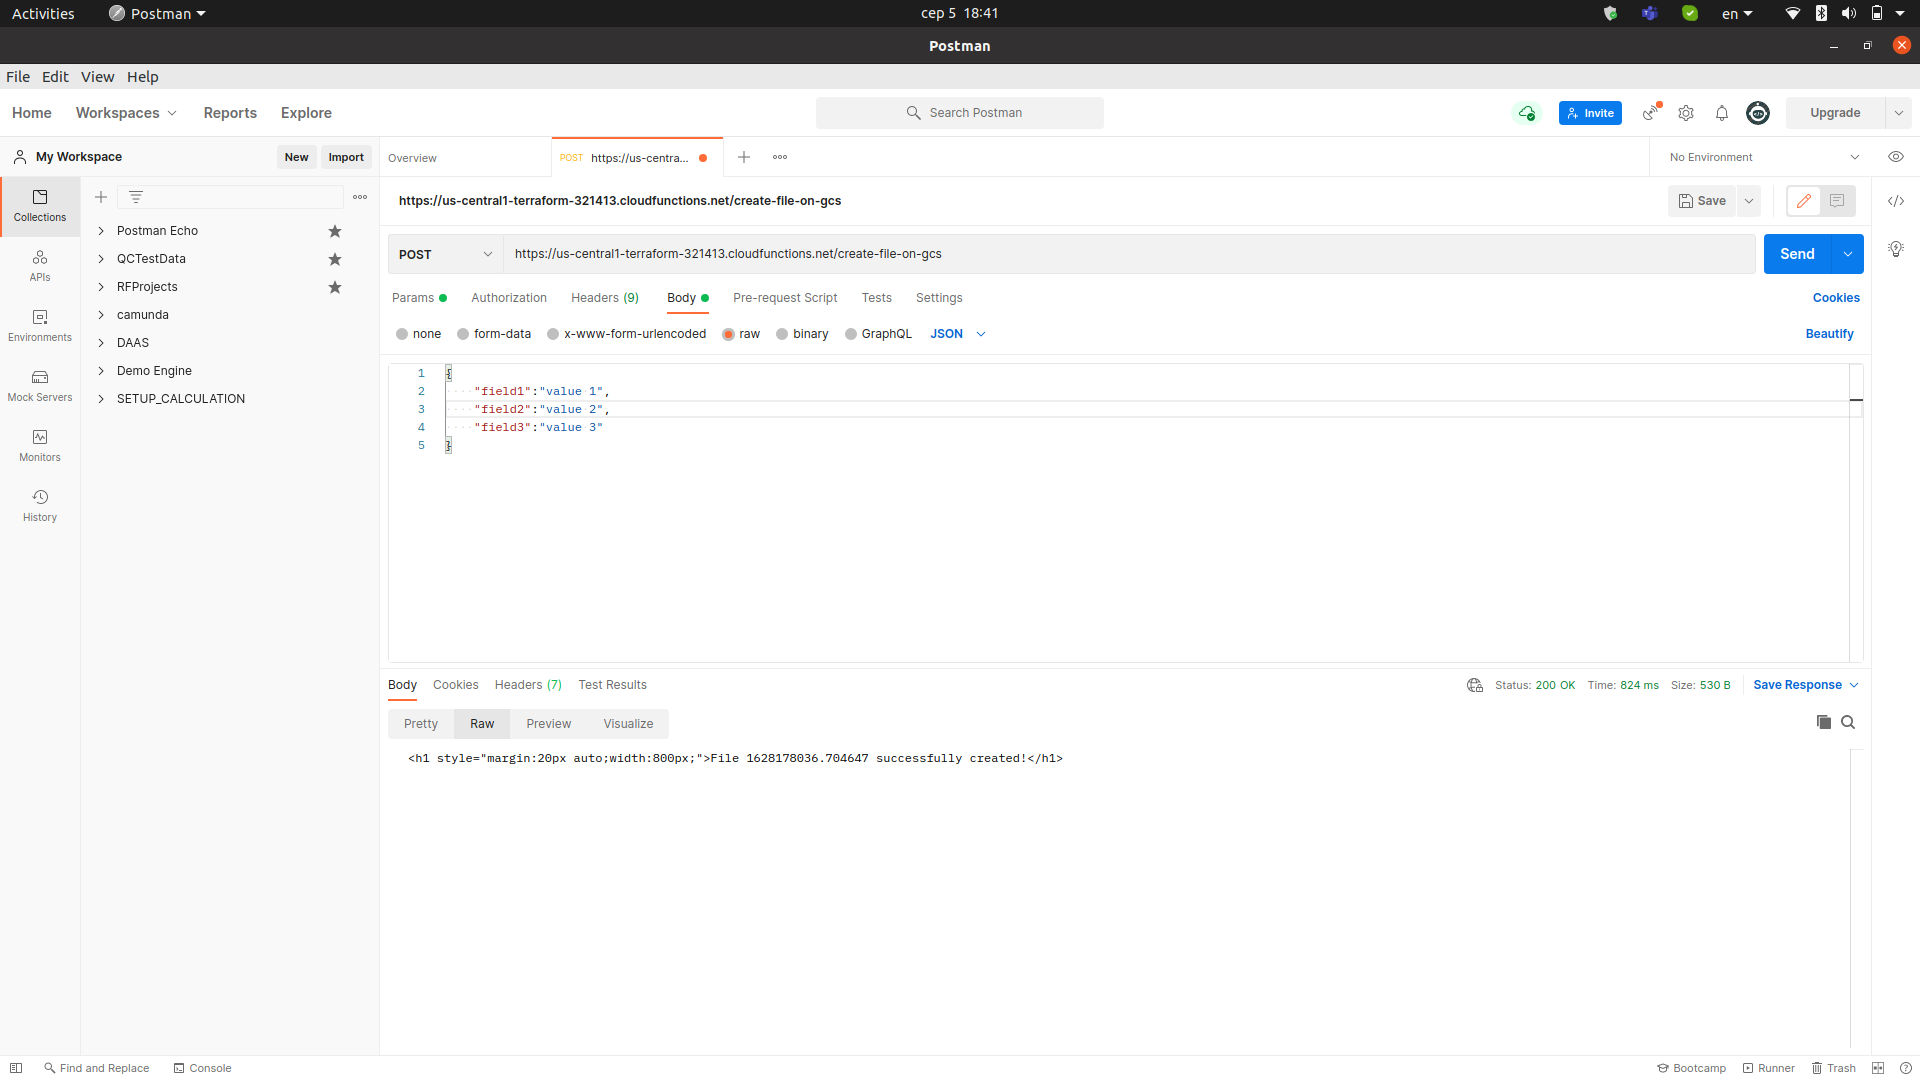 Activities Postman сер 5 18:41 en
Postman
File Edit View Help
Home Workspaces Reports Explore Search Postman Invite Upgrade
My Workspace New Import Overview POST https://us-centra... No Environment
https://us-central1-terraform-321413.cloudfunctions.net/create-file-on-gcs Save
Collections
APIs
Environments
Mock Servers
Monitors
History
Postman Echo
QCTestData
RFProjects
camunda
DAAS
Demo Engine
SETUP_CALCULATION
POST https://us-central1-terraform-321413.cloudfunctions.net/create-file-on-gcs Send
Params Authorization Headers (9) Body Pre-request Script Tests Settings Cookies
none form-data x-www-form-urlencoded raw binary GraphQL JSON Beautify
1 {
2 "field1":"value 1",
3 "field2":"value 2",
4 "field3":"value 3"
5 }
Body Cookies Headers (7) Test Results Status: 200 OK Time: 824 ms Size: 530 B Save Response
Pretty Raw Preview Visualize
<h1 style="margin:20px auto;width:800px;">File 1628178036.704647 successfully created!</h1>
Find and Replace Console Bootcamp Runner Trash